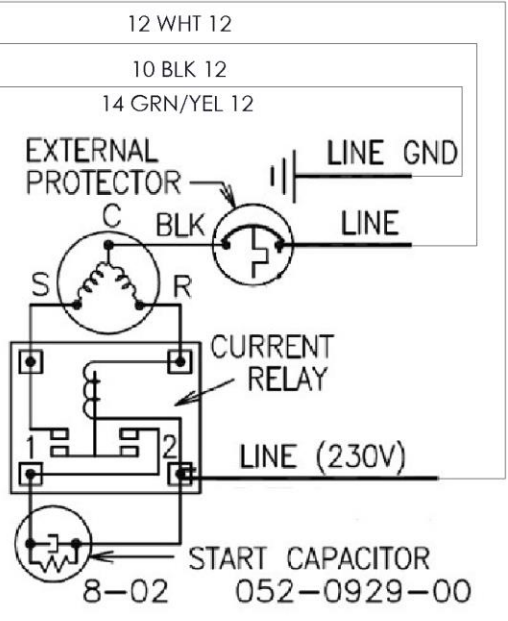 12 WHT 12
10 BLK 12
14 GRN/YEL 12
EXTERNAL
PROTECTOR
LINE GND
C
BLK
LINE
S
R
CURRENT
RELAY
1
2
LINE (230V)
START CAPACITOR
8-02 052-0929-00